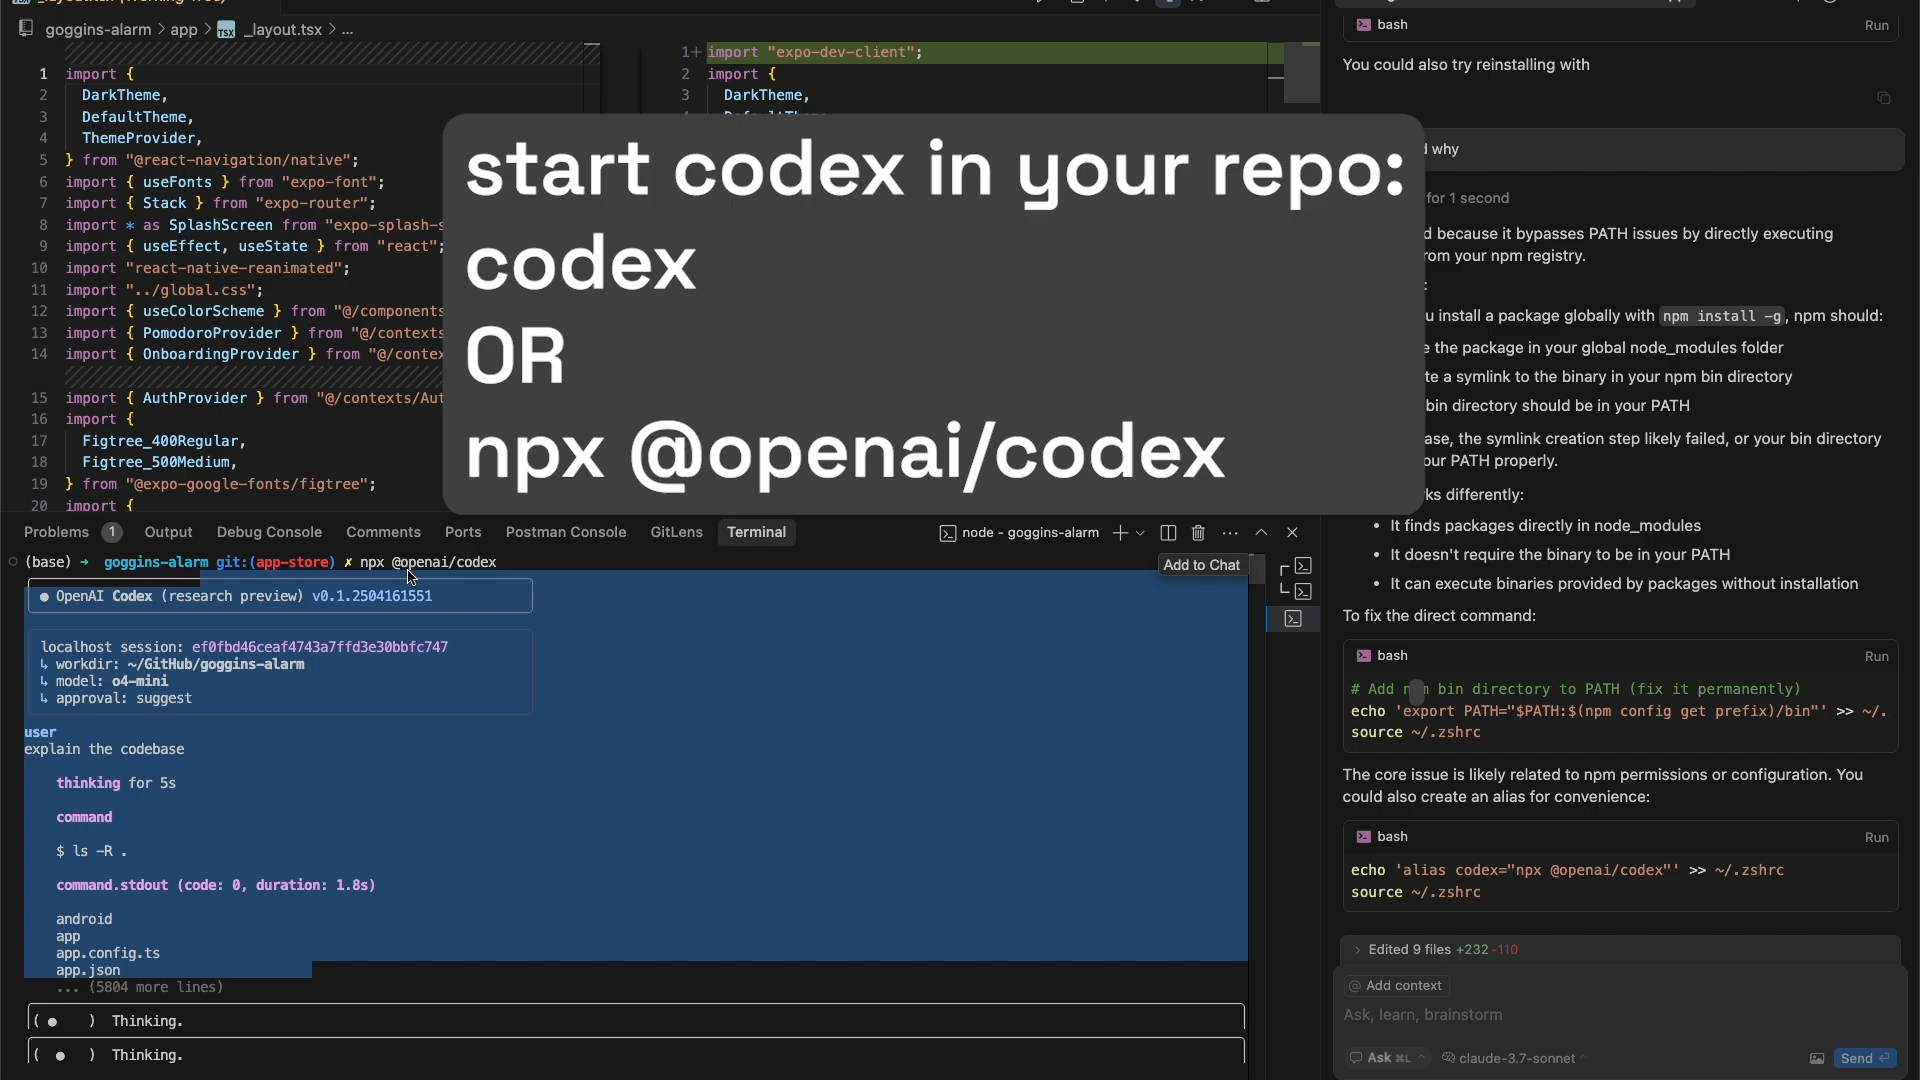 goggins-alarm > app > _layout.tsx > ...
1 import {
2 DarkTheme,
3 DefaultTheme,
4 ThemeProvider,
5 } from "@react-navigation/native";
6 import { useFonts } from "expo-font";
7 import { Stack } from "expo-router";
8 import * as SplashScreen from "expo-splash-s
9 import { useEffect, useState } from "react";
10 import "react-native-reanimated";
11 import "../global.css";
12 import { useColorScheme } from "@/components
13 import { PomodoroProvider } from "@/contexts
14 import { OnboardingProvider } from "@/contex
15 import { AuthProvider } from "@/contexts/Aut
16 import {
17 Figtree_400Regular,
18 Figtree_500Medium,
19 } from "@expo-google-fonts/figtree";
20 import {
1+ import "expo-dev-client";
2 import {
3 DarkTheme,
start codex in your repo:
codex
OR
npx @openai/codex
Problems 1 Output Debug Console Comments Ports Postman Console GitLens Terminal
node - goggins-alarm
(base) → goggins-alarm git:(app-store) ✗ npx @openai/codex
Add to Chat
● OpenAI Codex (research preview) v0.1.2504161551
localhost session: ef0fbd46ceaf4743a7ffd3e30bbfc747
↳ workdir: ~/GitHub/goggins-alarm
↳ model: o4-mini
↳ approval: suggest
user
explain the codebase
thinking for 5s
command
$ ls -R .
command.stdout (code: 0, duration: 1.8s)
android
app
app.config.ts
app.json
... (5804 more lines)
( ● ) Thinking.
( ● ) Thinking.
bash Run
You could also try reinstalling with
why
for 1 second
because it bypasses PATH issues by directly executing
om your npm registry.
:
u install a package globally with npm install -g, npm should:
e the package in your global node_modules folder
te a symlink to the binary in your npm bin directory
bin directory should be in your PATH
ase, the symlink creation step likely failed, or your bin directory
our PATH properly.
ks differently:
• It finds packages directly in node_modules
• It doesn't require the binary to be in your PATH
• It can execute binaries provided by packages without installation
To fix the direct command:
bash Run
# Add n bin directory to PATH (fix it permanently)
echo 'export PATH="$PATH:$(npm config get prefix)/bin"' >> ~/.
source ~/.zshrc
The core issue is likely related to npm permissions or configuration. You
could also create an alias for convenience:
bash Run
echo 'alias codex="npx @openai/codex"' >> ~/.zshrc
source ~/.zshrc
> Edited 9 files +232 -110
@ Add context
Ask, learn, brainstorm
Ask ⌘L claude-3.7-sonnet Send